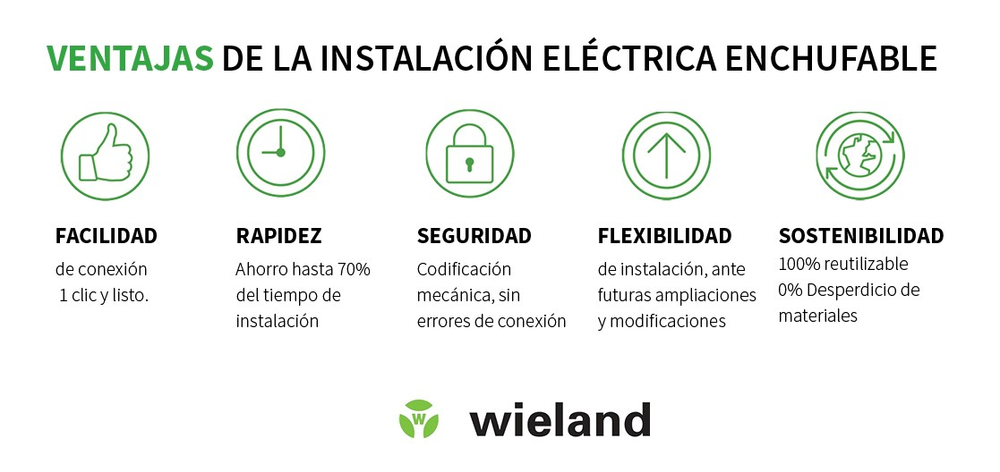 VENTAJAS DE LA INSTALACIÓN ELÉCTRICA ENCHUFABLE
FACILIDAD
de conexión
1 clic y listo.
RAPIDEZ
Ahorro hasta 70%
del tiempo de
instalación
SEGURIDAD
Codificación
mecánica, sin
errores de conexión
FLEXIBILIDAD
de instalación, ante
futuras ampliaciones
y modificaciones
SOSTENIBILIDAD
100% reutilizable
0% Desperdicio de
materiales
W
wieland